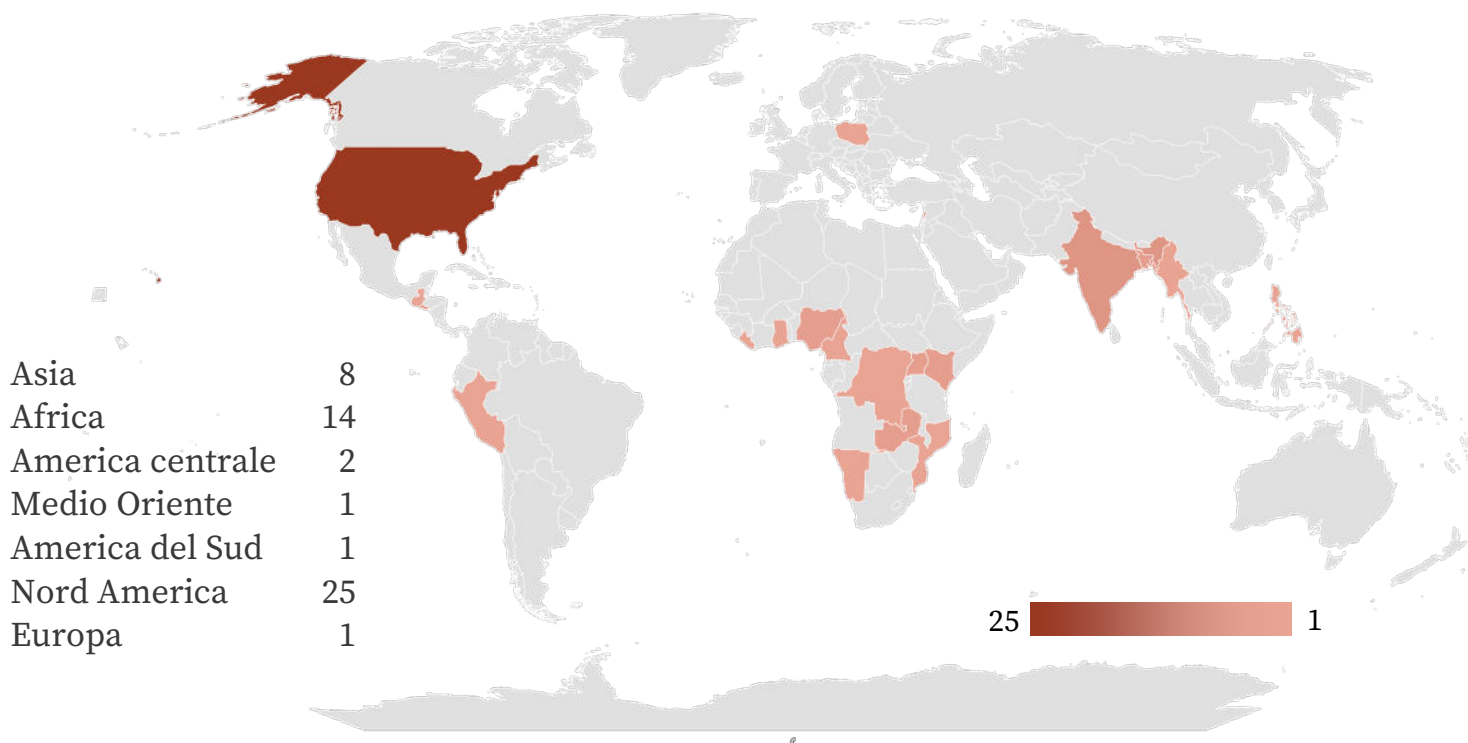 Asia 8
Africa 14
America centrale 2
Medio Oriente 1
America del Sud 1
Nord America 25
Europa 1
25 1